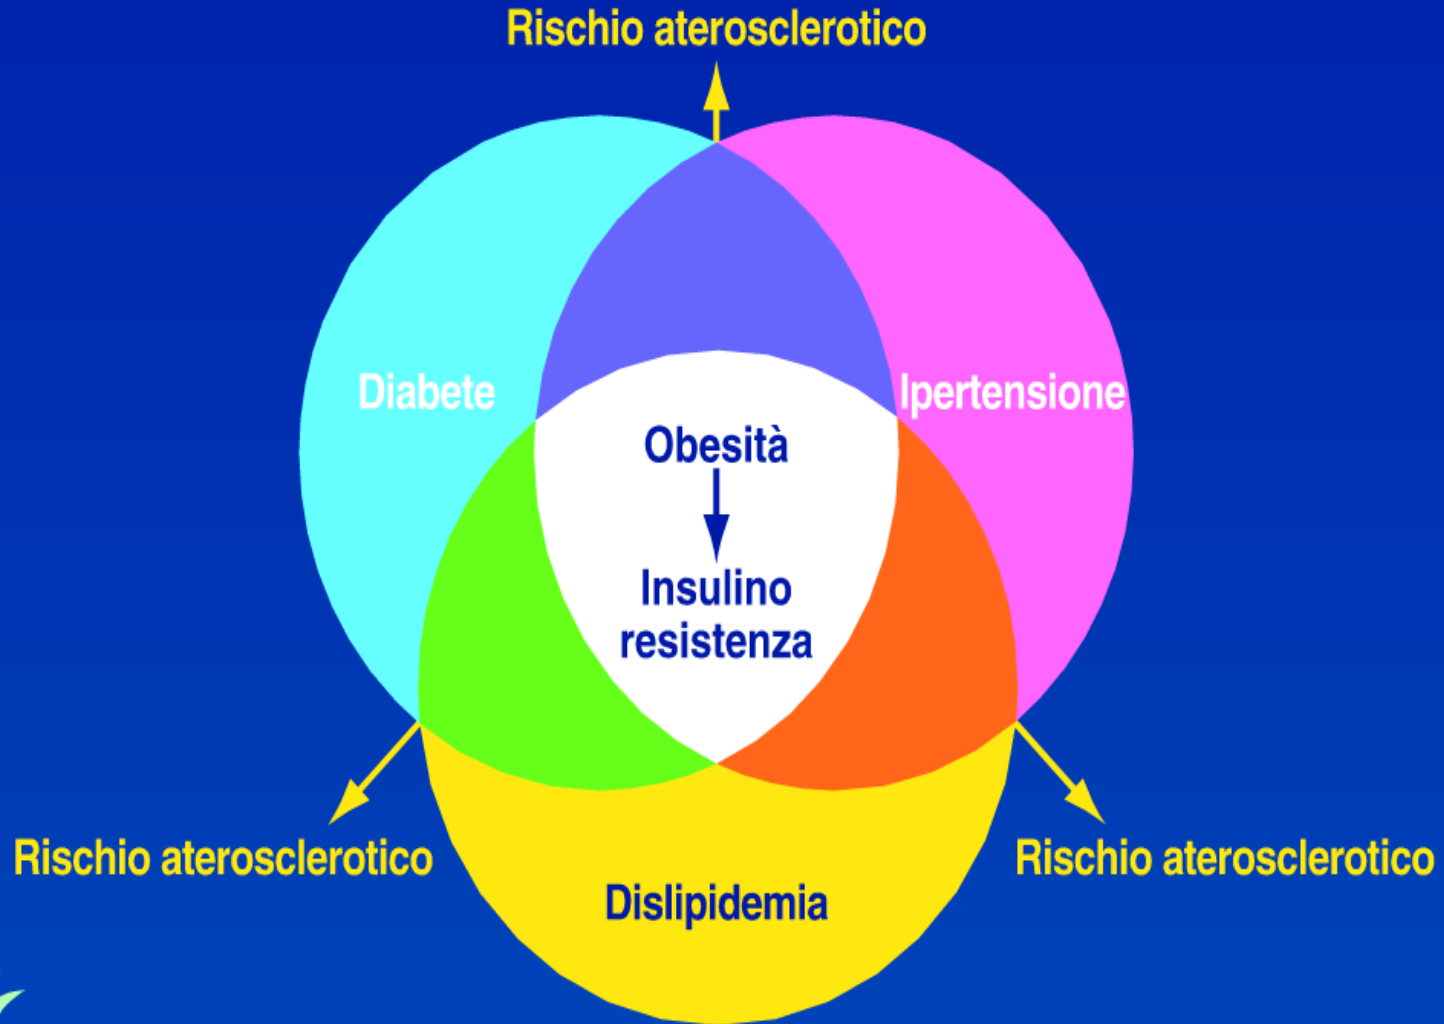 Rischio aterosclerotico
Diabete
Ipertensione
Obesità
Insulino
resistenza
Rischio aterosclerotico
Rischio aterosclerotico
Dislipidemia